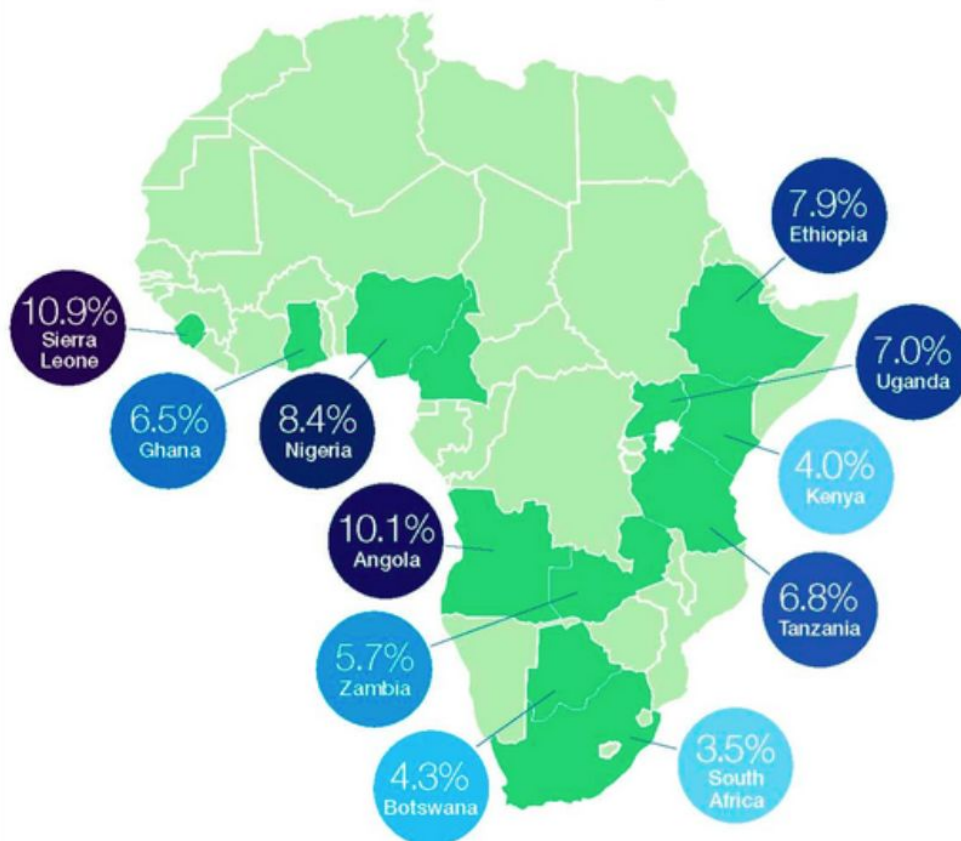 7.9%
Ethiopia
10.9%
Sierra
Leone
7.0%
Uganda
6.5%
Ghana
8.4%
Nigeria
4.0%
Kenya
10.1%
Angola
6.8%
Tanzania
5.7%
Zambia
4.3%
Botswana
3.5%
South
Africa